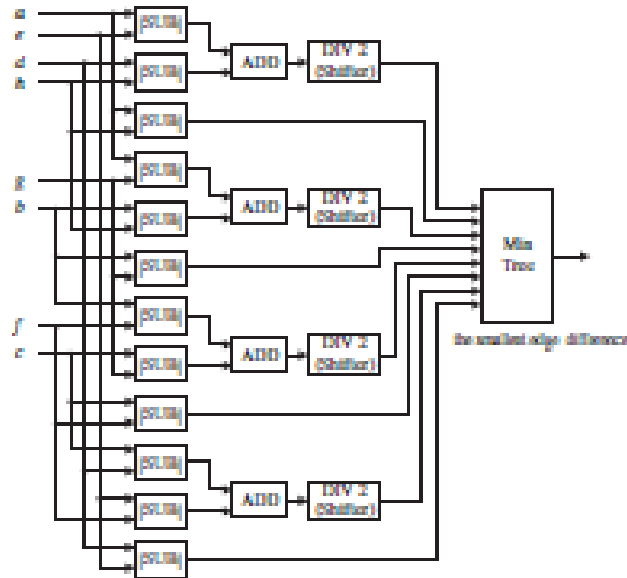 a
e
d
h
g
b
f
c
|SUB|
|SUB|
|SUB|
|SUB|
|SUB|
|SUB|
|SUB|
|SUB|
|SUB|
|SUB|
|SUB|
|SUB|
ADD
DIV 2
(Shifter)
ADD
DIV 2
(Shifter)
ADD
DIV 2
(Shifter)
ADD
DIV 2
(Shifter)
Min
Tree
the smallest edge difference